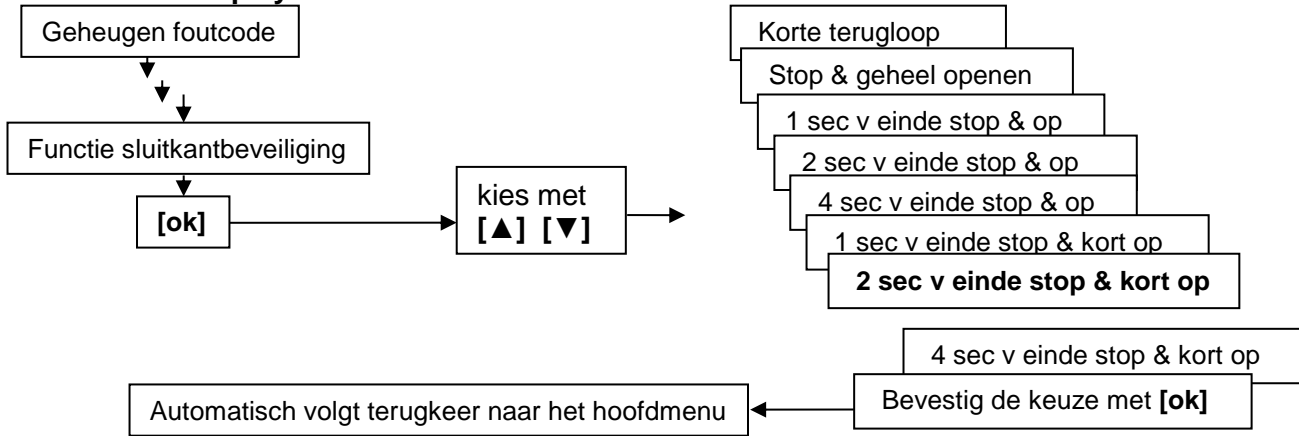 Geheugen foutcode
Functie sluitkantbeveiliging
[ok]
kies met
[▲] [▼]
Korte terugloop
Stop & geheel openen
1 sec v einde stop & op
2 sec v einde stop & op
4 sec v einde stop & op
1 sec v einde stop & kort op
2 sec v einde stop & kort op
4 sec v einde stop & kort op
Bevestig de keuze met [ok]
Automatisch volgt terugkeer naar het hoofdmenu